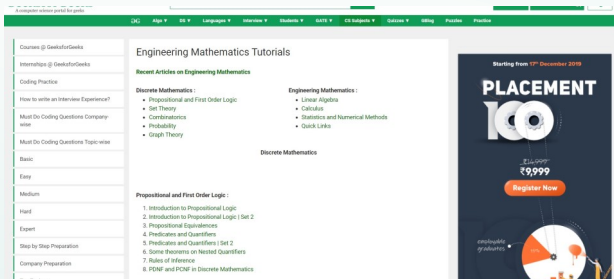 A computer science portal for geeks
Algo ▼ DS ▼ Languages ▼ Interview ▼ Students ▼ GATE ▼ CS Subjects ▼ Quizzes ▼ GBlog Puzzles Practice
Courses @ GeeksforGeeks
Internships @ GeeksforGeeks
Coding Practice
How to write an Interview Experience?
Must Do Coding Questions Company-
wise
Must Do Coding Questions Topic-wise
Basic
Easy
Medium
Hard
Expert
Step by Step Preparation
Company Preparation
Engineering Mathematics Tutorials
Recent Articles on Engineering Mathematics
Discrete Mathematics :
• Propositional and First Order Logic
• Set Theory
• Combinatorics
• Probability
• Graph Theory
Engineering Mathematics :
• Linear Algebra
• Calculus
• Statistics and Numerical Methods
• Quick Links
Discrete Mathematics
Propositional and First Order Logic :
1. Introduction to Propositional Logic
2. Introduction to Propositional Logic | Set 2
3. Propositional Equivalences
4. Predicates and Quantifiers
5. Predicates and Quantifiers | Set 2
6. Some theorems on Nested Quantifiers
7. Rules of Inference
8. PDNF and PCNF in Discrete Mathematics
Starting from 17th December 2019
PLACEMENT
100
₹14,999
₹9,999
Register Now
employable
graduates